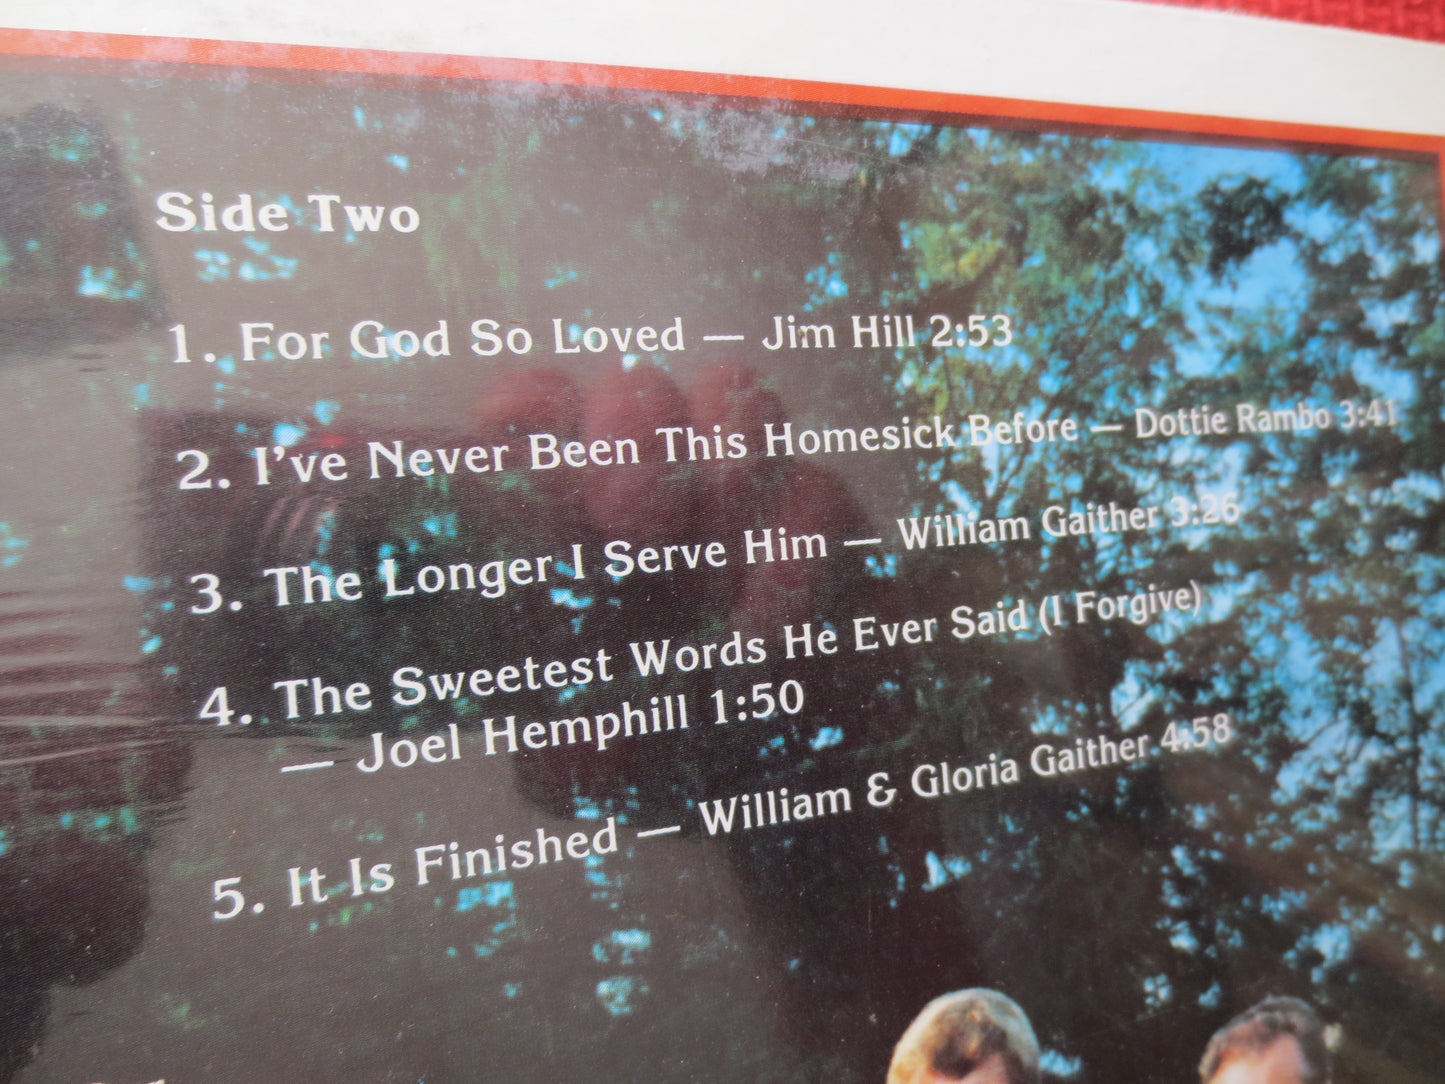 Side Two
1. For God So Loved — Jim Hill 2:53
2. I've Never Been This Homesick Before — Dottie Rambo 3:41
3. The Longer I Serve Him — William Gaither 3:26
4. The Sweetest Words He Ever Said (I Forgive)
— Joel Hemphill 1:50
5. It Is Finished — William & Gloria Gaither 4:58